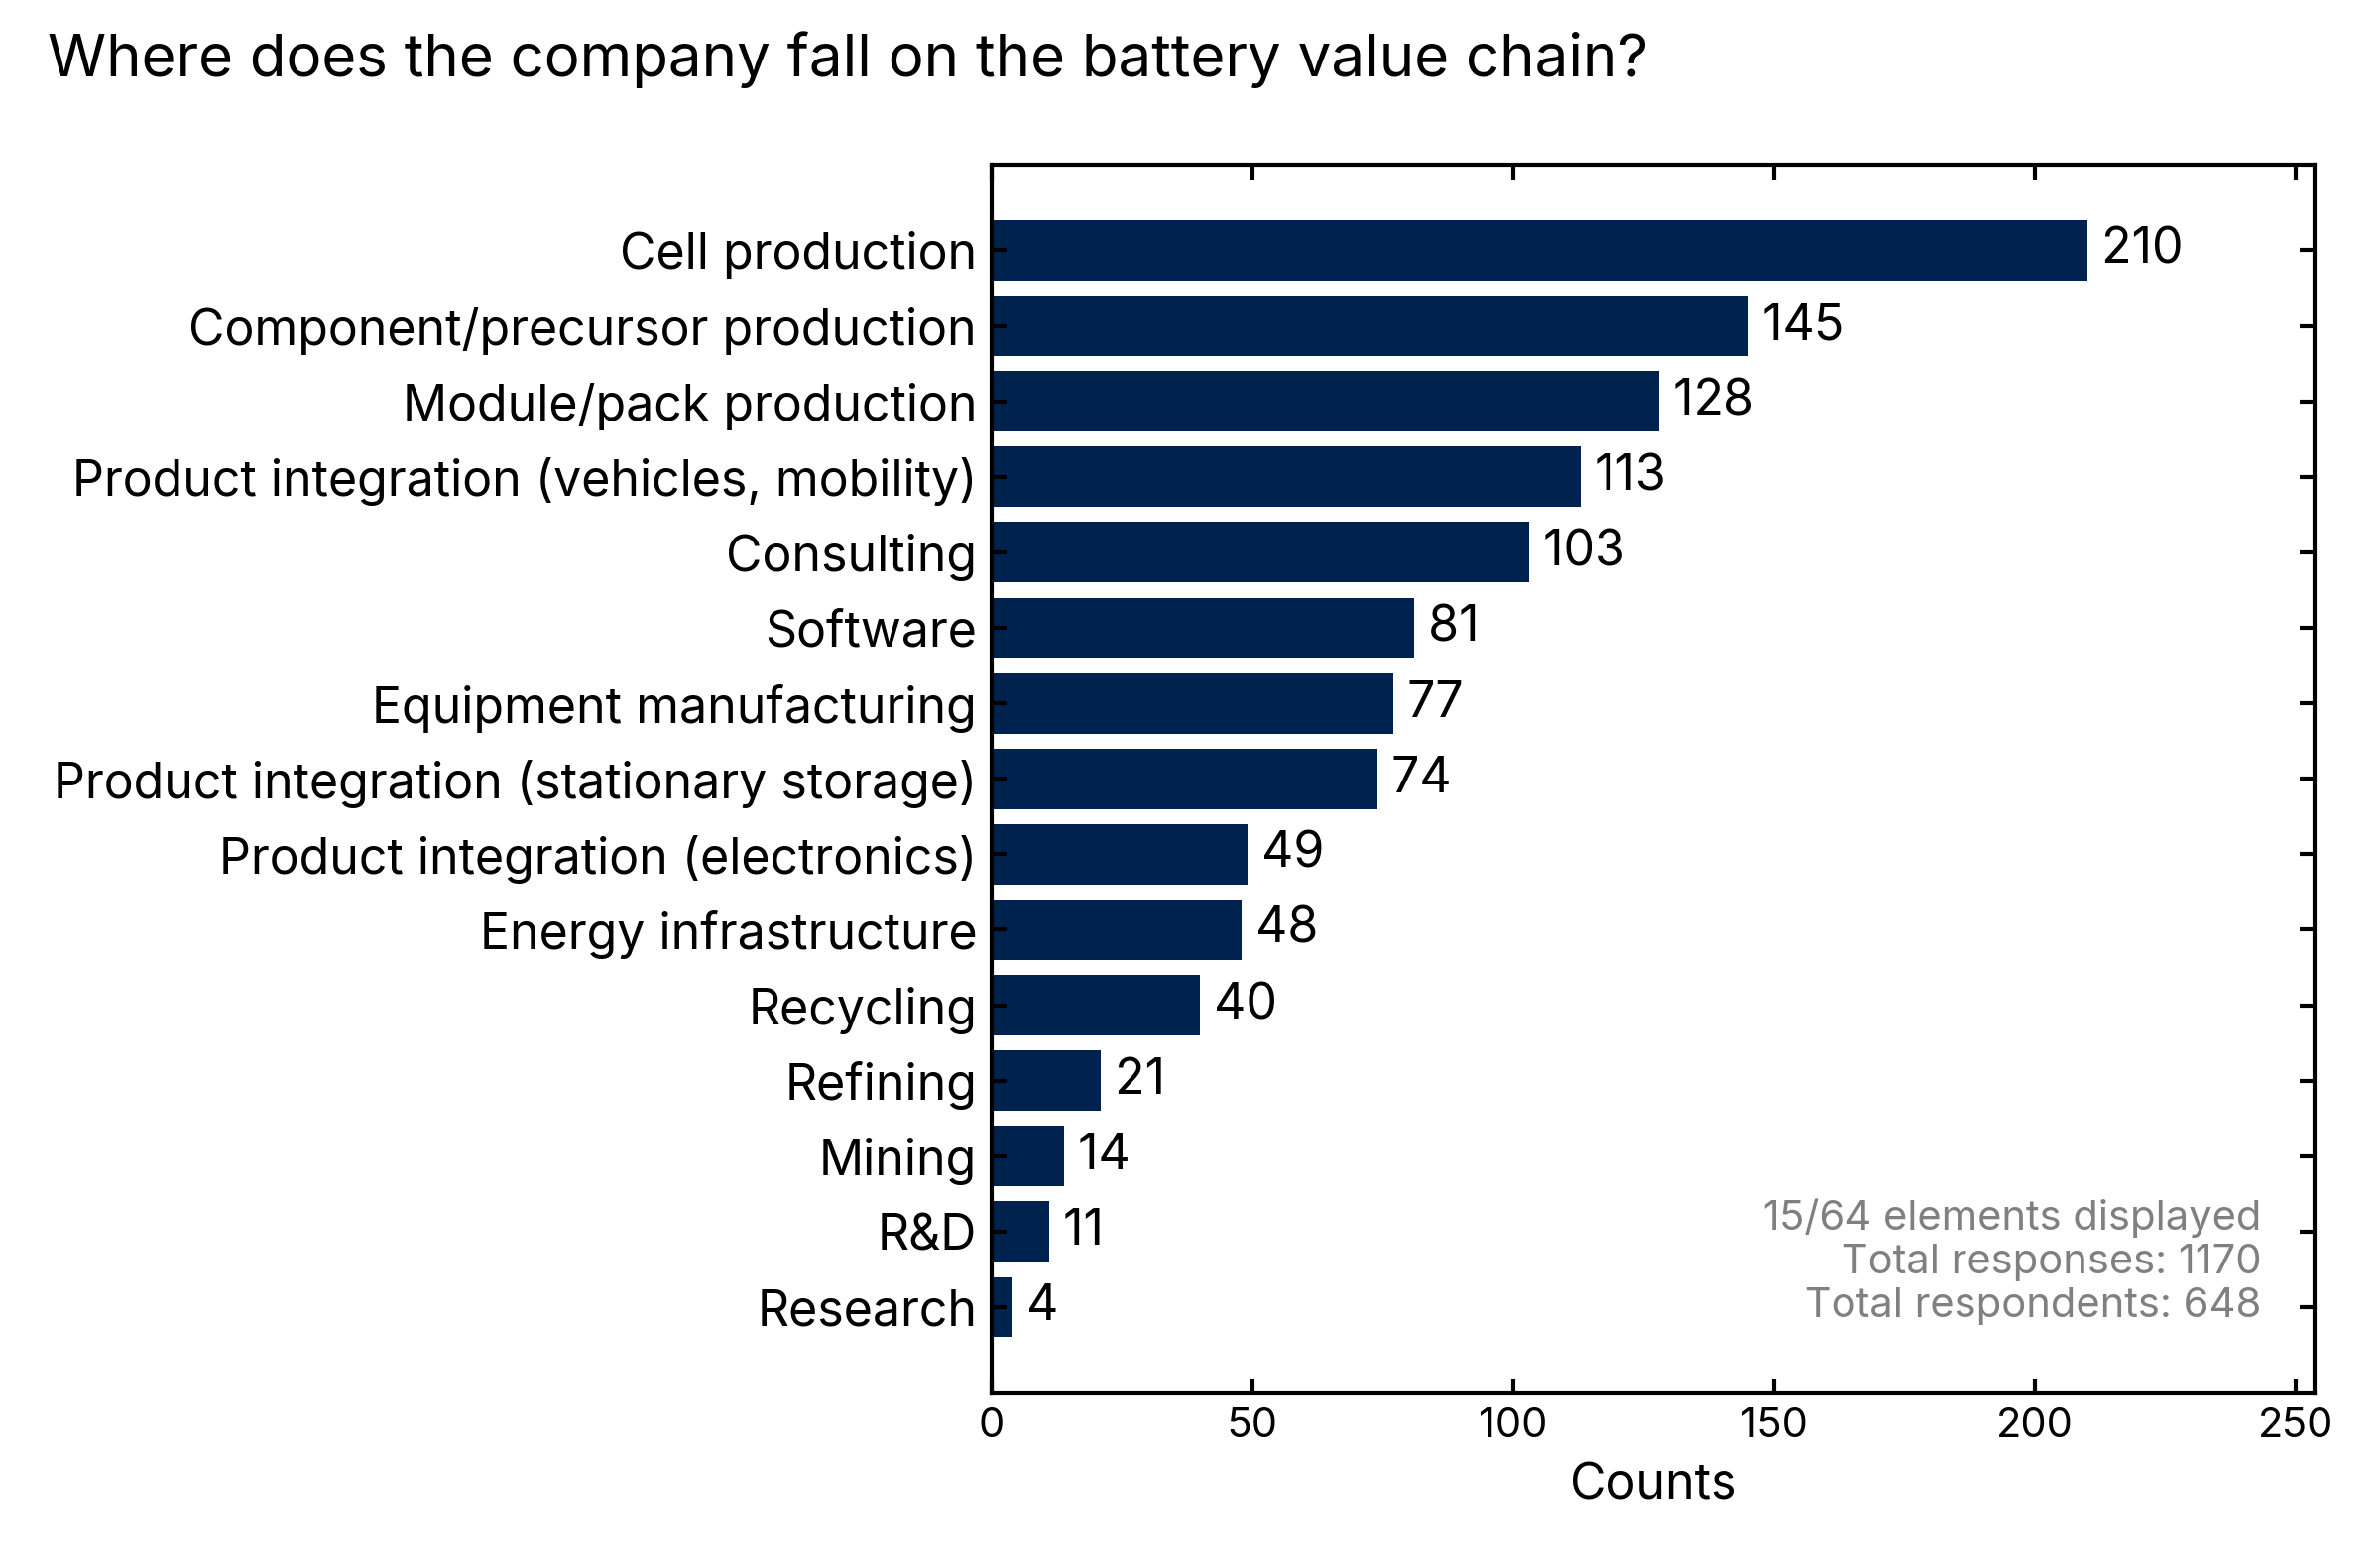 Where does the company fall on the battery value chain?
Cell production 210
Component/precursor production 145
Module/pack production 128
Product integration (vehicles, mobility) 113
Consulting 103
Software 81
Equipment manufacturing 77
Product integration (stationary storage) 74
Product integration (electronics) 49
Energy infrastructure 48
Recycling 40
Refining 21
Mining 14
R&D 11
Research 4
15/64 elements displayed
Total responses: 1170
Total respondents: 648
0 50 100 150 200 250
Counts